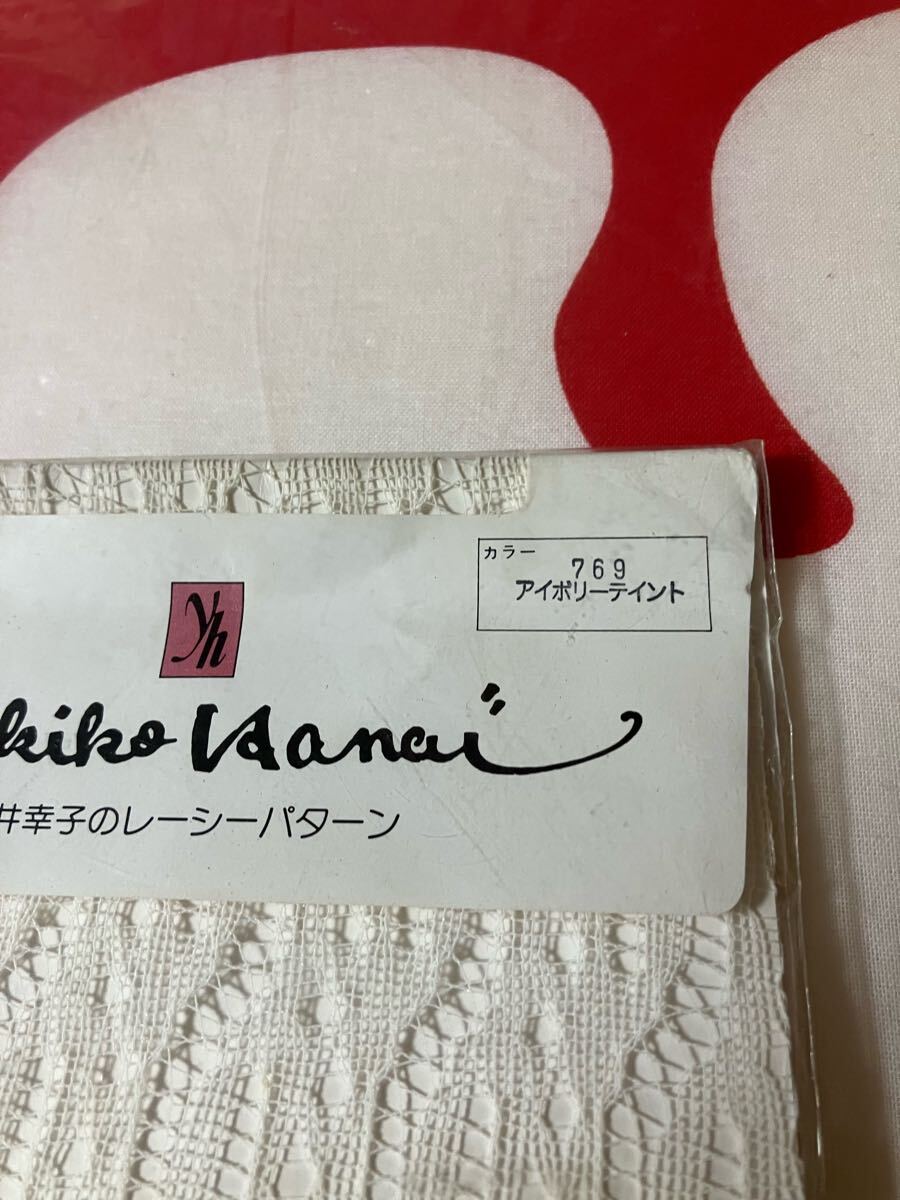 カラー
769
アイボリーテイント
Yh
kiko Hanai
井幸子のレーシーパターン